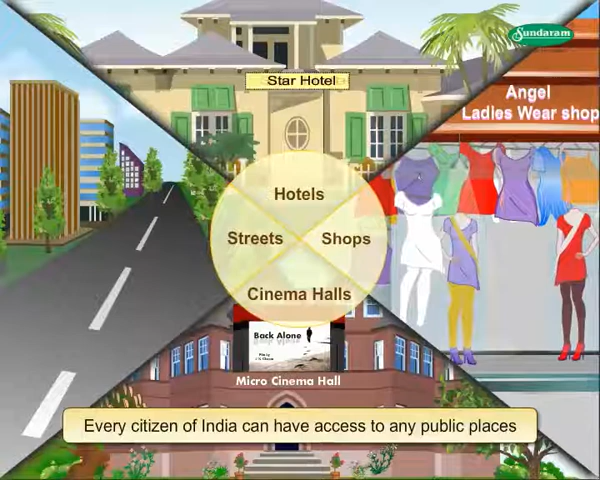 Sundaram
Star Hotel
Angel
Ladies Wear shop
Hotels
Streets
Shops
Cinema Halls
Back Alone
Micro Cinema Hall
Every citizen of India can have access to any public places